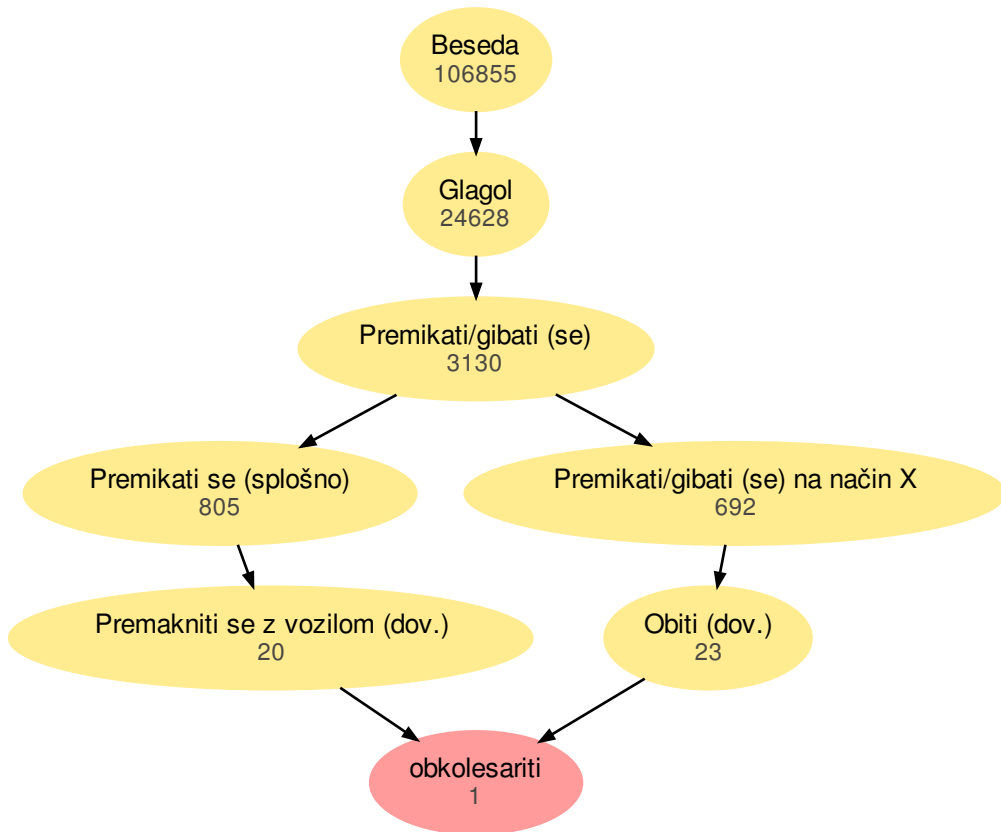 Beseda
106855
Glagol
24628
Premikati/gibati (se)
3130
Premikati se (splošno)
805
Premikati/gibati (se) na način X
692
Premakniti se z vozilom (dov.)
20
Obiti (dov.)
23
obkolesariti
1